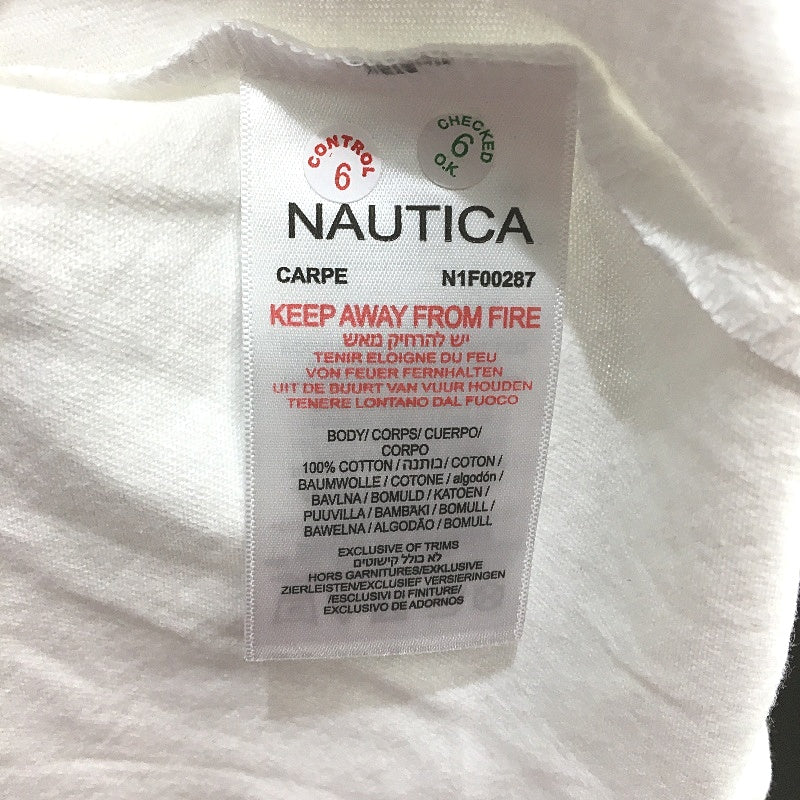 CONTROL
6
CHECKED
6
O.K.
NAUTICA
CARPE N1F00287
KEEP AWAY FROM FIRE
יש להרחיק מאש
TENIR ELOIGNE DU FEU
VON FEUER FERNHALTEN
UIT DE BUURT VAN VUUR HOUDEN
TENERE LONTANO DAL FUOCO
BODY/ CORPS/ CUERPO/
CORPO
100% COTTON / כותנה / COTON /
BAUMWOLLE / COTONE / algodón /
BAVLNA / BOMULD / KATOEN /
PUUVILLA / BAMBAKI / BOMULL /
BAWELNA / ALGODÃO / BOMULL
EXCLUSIVE OF TRIMS
לא כולל קישוטים
HORS GARNITURES/EXKLUSIVE
ZIERLEISTEN/EXCLUSIEF VERSIERINGEN
/ESCLUSIVI DI FINITURE/
EXCLUSIVO DE ADORNOS